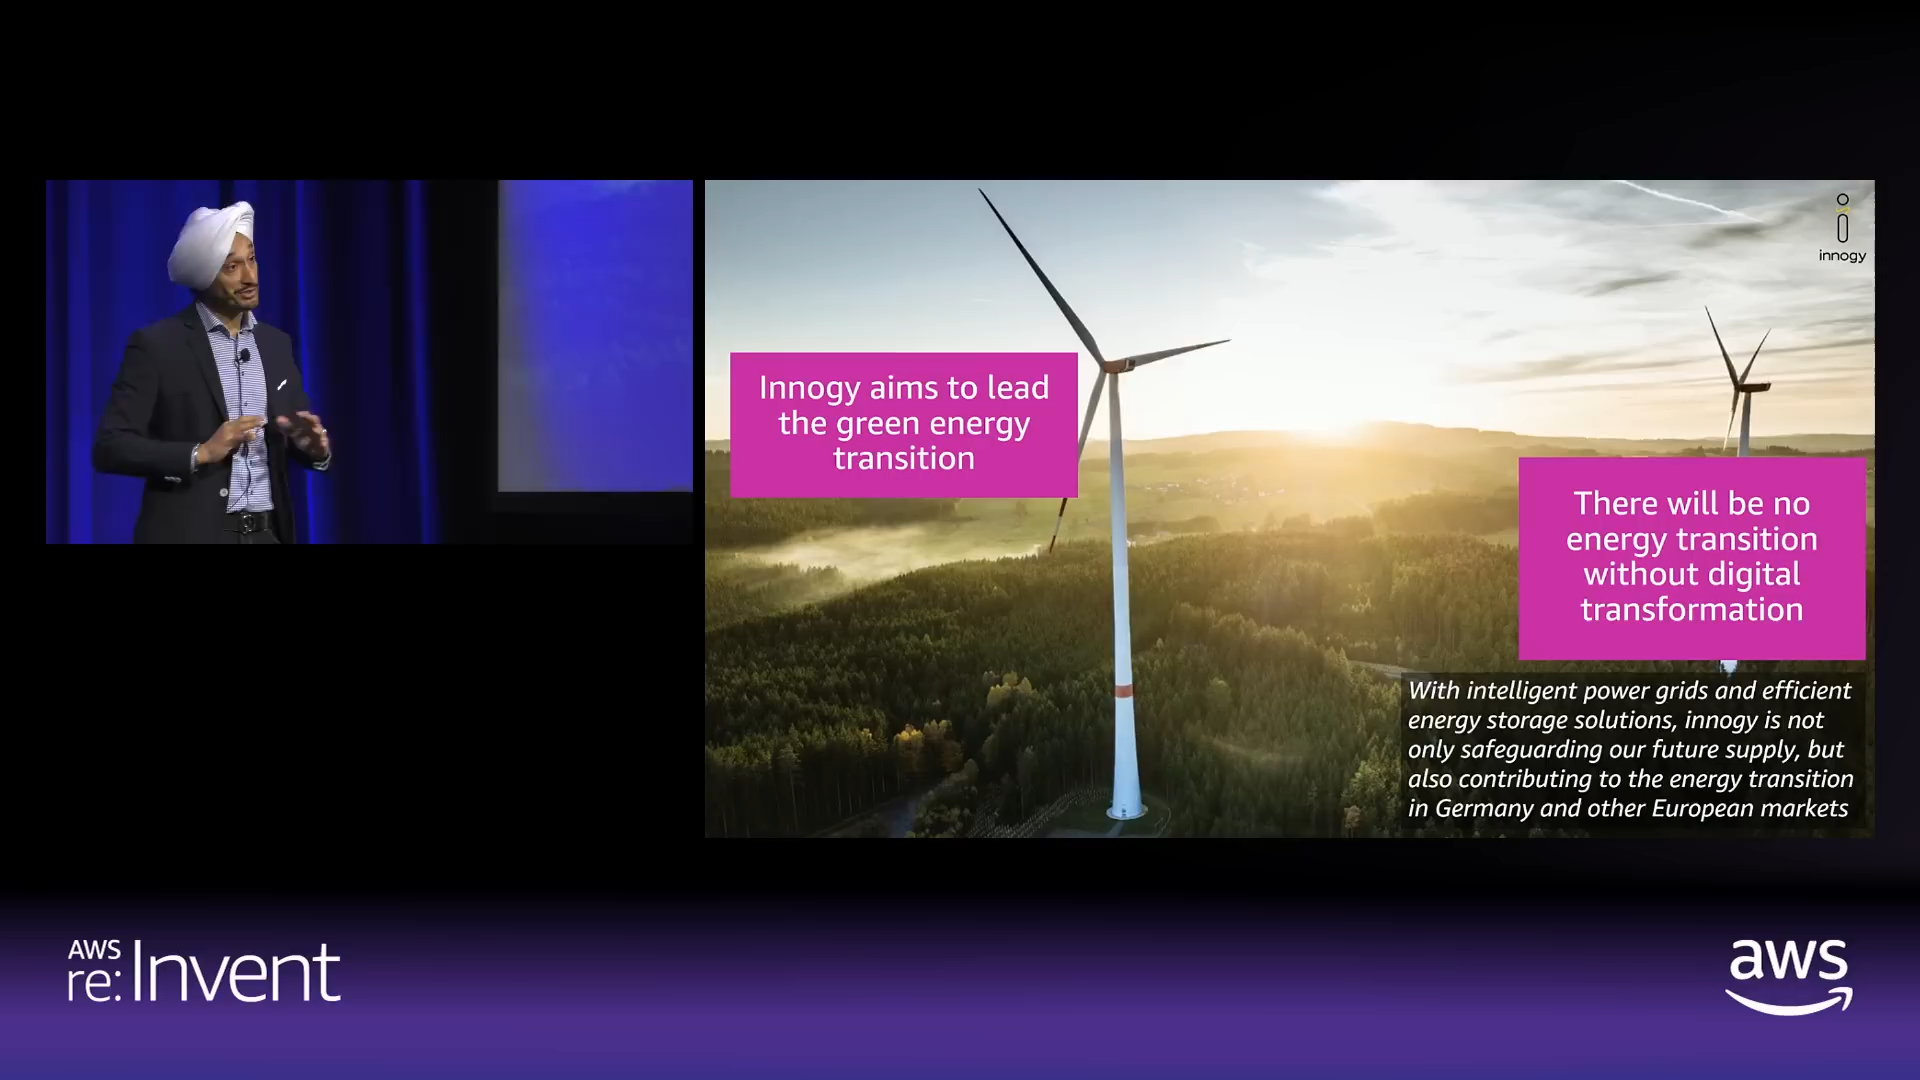 innogy
Innogy aims to lead
the green energy
transition
There will be no
energy transition
without digital
transformation
With intelligent power grids and efficient
energy storage solutions, innogy is not
only safeguarding our future supply, but
also contributing to the energy transition
in Germany and other European markets
AWS
re:Invent
aws